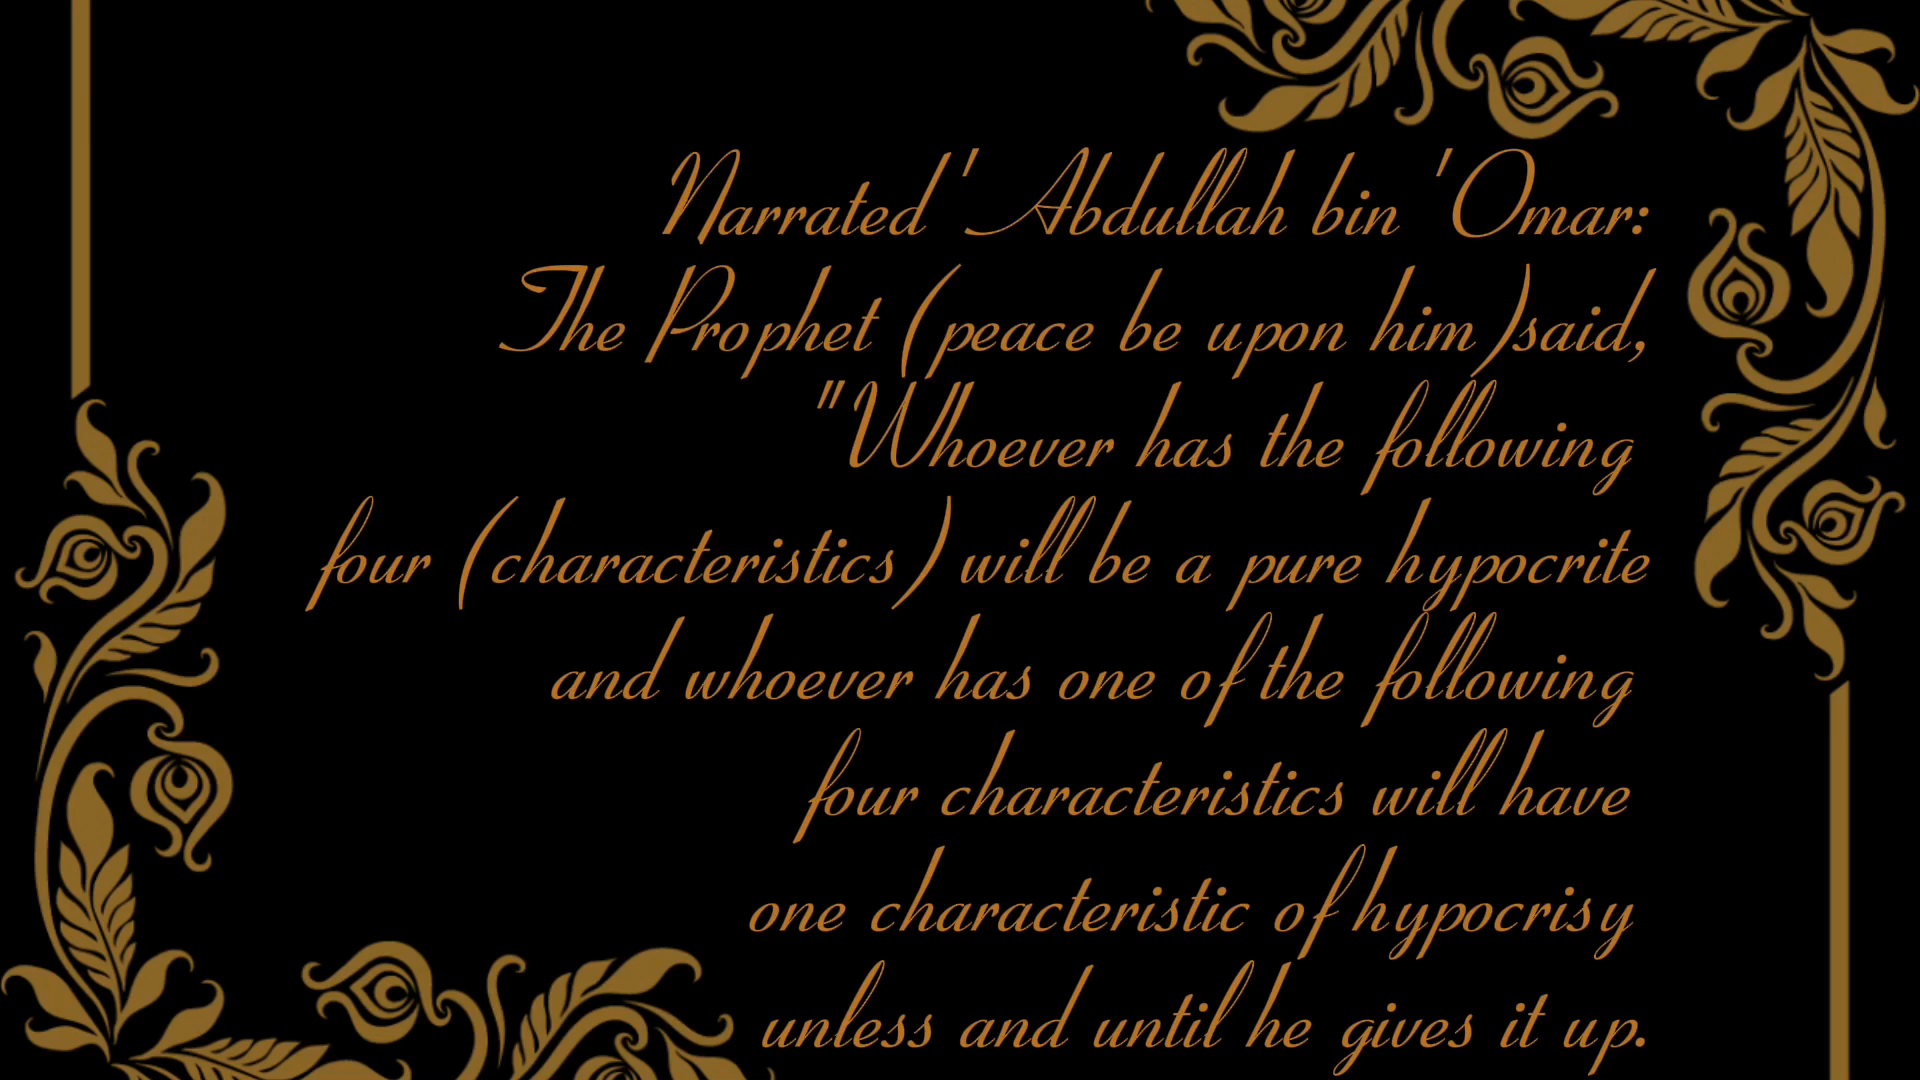 Narrated 'Abdullah bin 'Omar:
The Prophet (peace be upon him)said,
"Whoever has the following
four (characteristics) will be a pure hypocrite
and whoever has one of the following
four characteristics will have
one characteristic of hypocrisy
unless and until he gives it up.